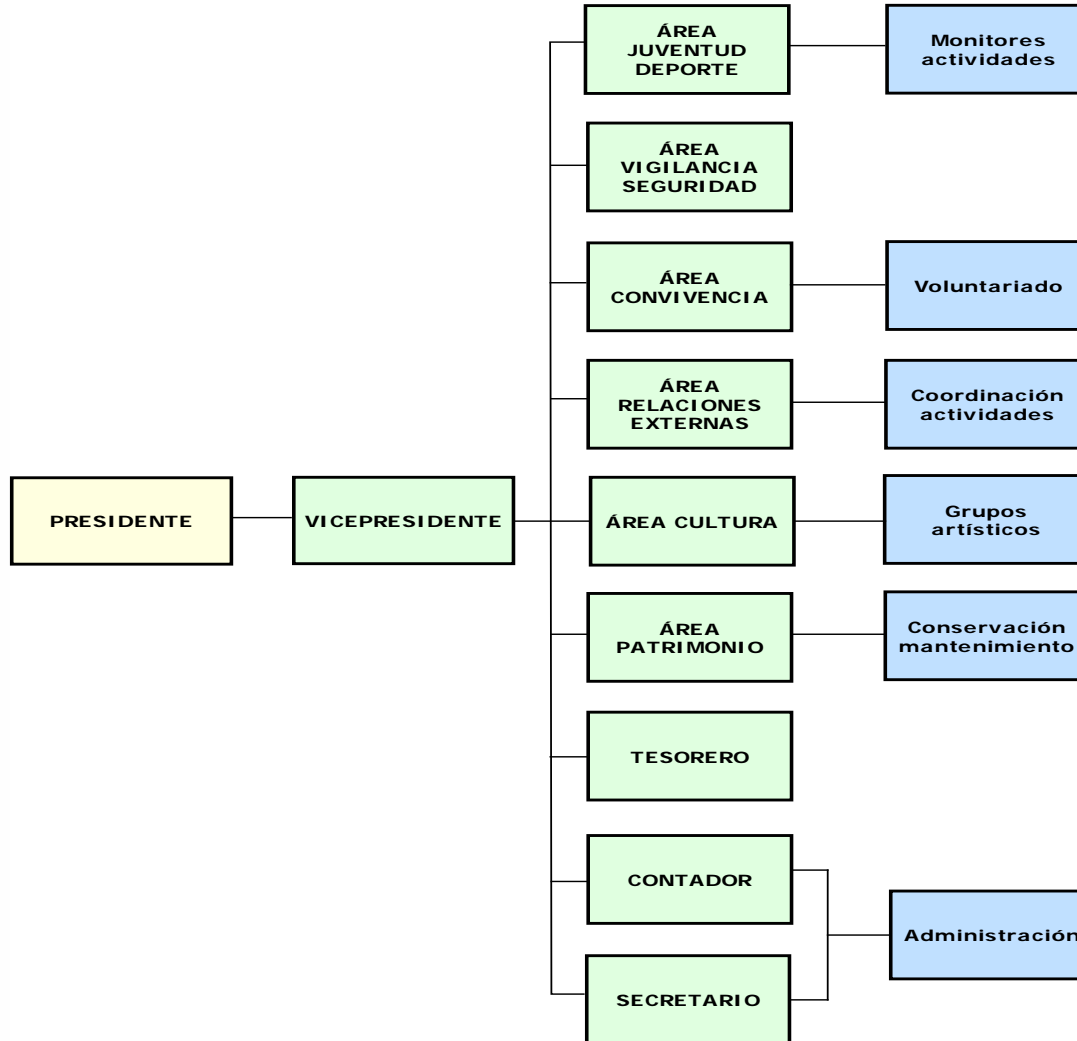 ÁREA
JUVENTUD
DEPORTE
Monitores
actividades
ÁREA
VIGILANCIA
SEGURIDAD
ÁREA
CONVIVENCIA
Voluntariado
ÁREA
RELACIONES
EXTERNAS
Coordinación
actividades
PRESIDENTE
VICEPRESIDENTE
ÁREA CULTURA
Grupos
artísticos
ÁREA
PATRIMONIO
Conservación
mantenimiento
TESORERO
CONTADOR
Administración
SECRETARIO